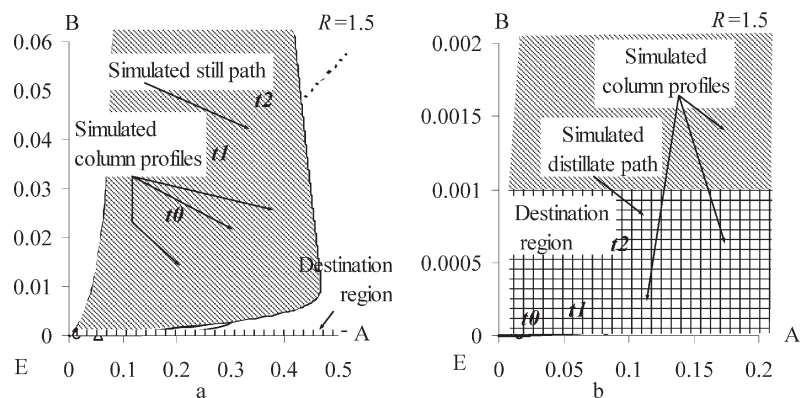 B
R=1.5
0.06
Simulated still path
0.05
t2
0.04
Simulated
column profiles
t1
0.03
t0
0.02
Destination
region
0.01
0
A
E
0
0.1
0.2
0.3
0.4
0.5
a
B
R=1.5
0.002
Simulated
column profiles
0.0015
Simulated
distillate path
0.001
Destination
region
t2
0.0005
t0
t1
0
A
E
0
0.05
0.1
0.15
0.2
b